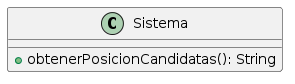 C Sistema
obtenerPosicionCandidatas(): String